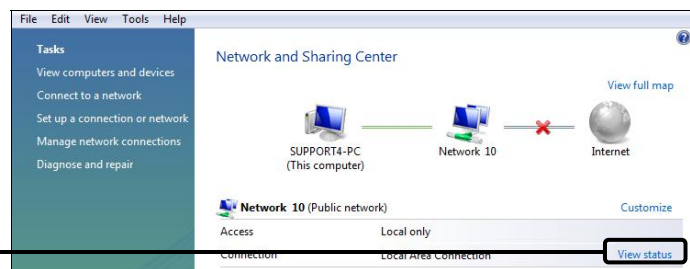 File Edit View Tools Help
Tasks
View computers and devices
Connect to a network
Set up a connection or network
Manage network connections
Diagnose and repair
Network and Sharing Center
View full map
SUPPORT4-PC
(This computer)
Network 10
Internet
Network 10 (Public network) Customize
Access Local only
Connection Local Area Connection View status